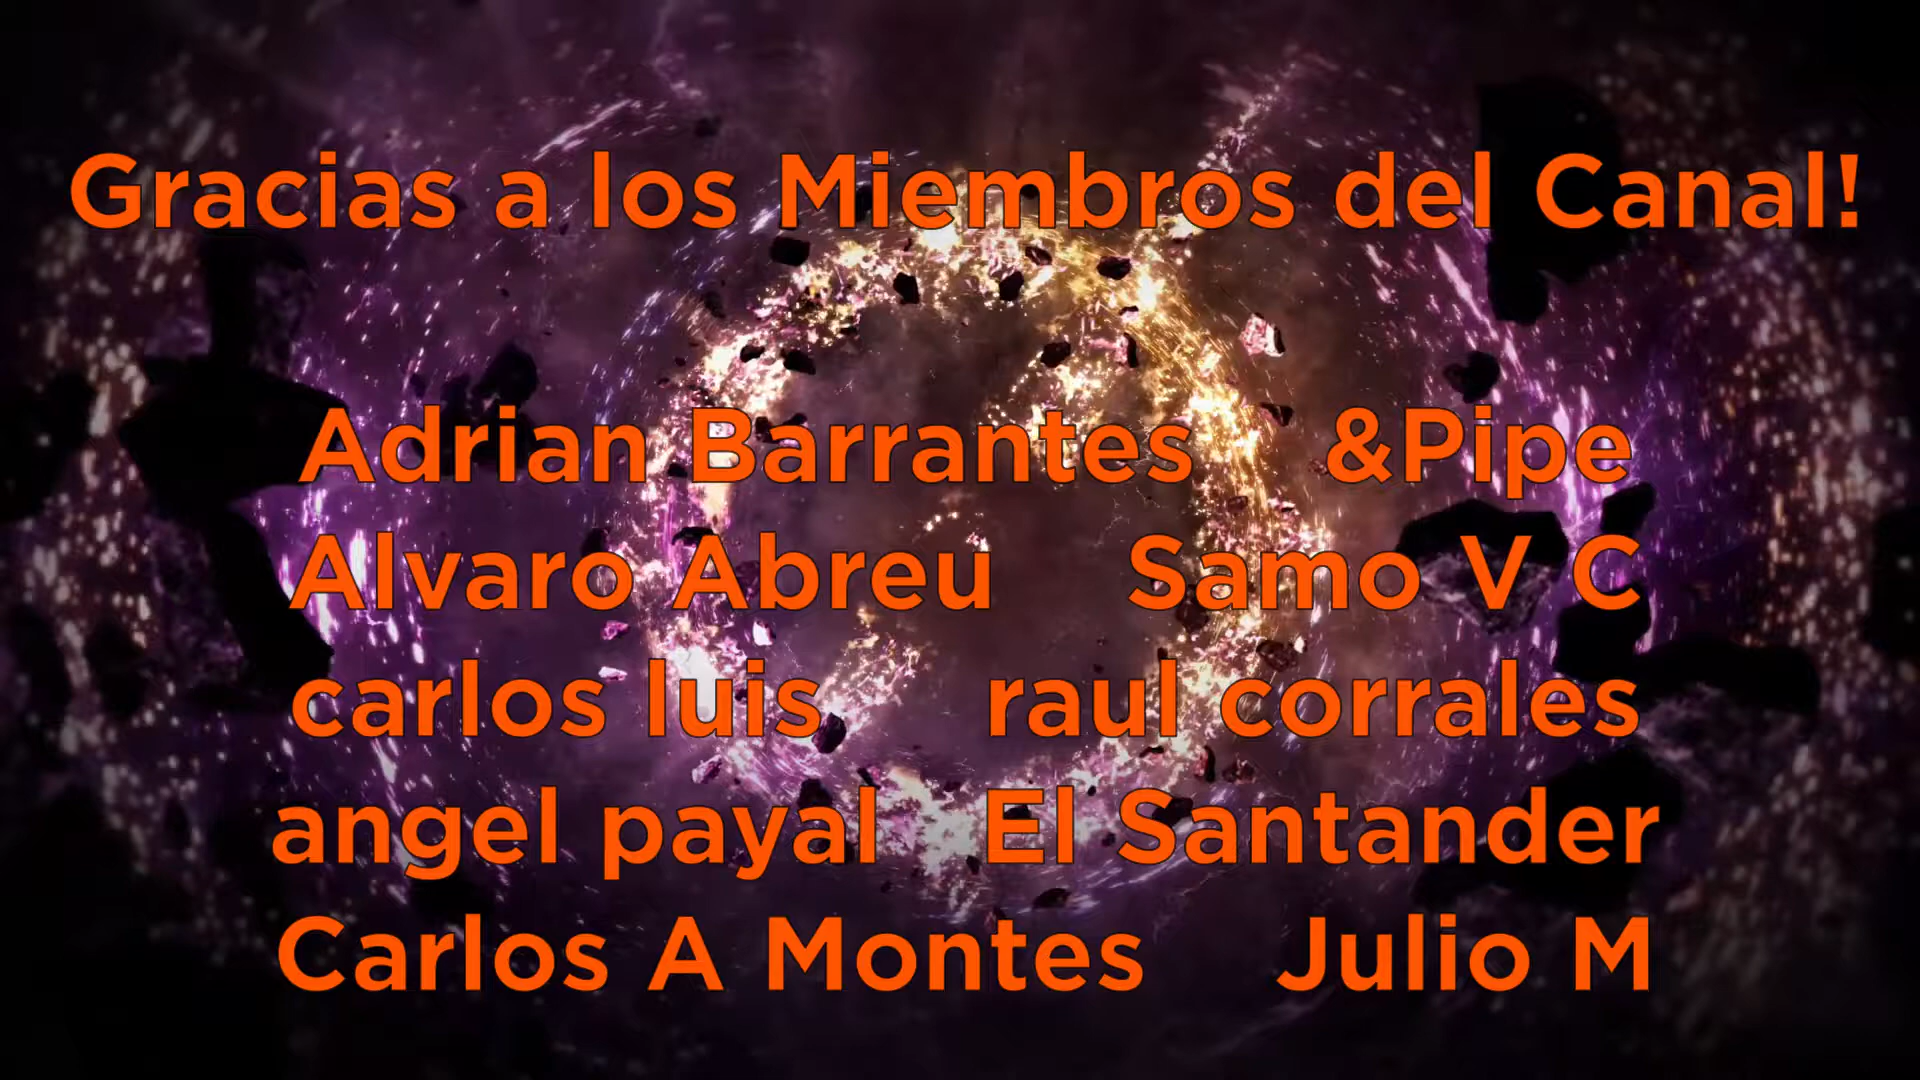 Gracias a los Miembros del Canal!
Adrian Barrantes &Pipe
Alvaro Abreu Samo V C
carlos luis raul corrales
angel payal El Santander
Carlos A Montes Julio M